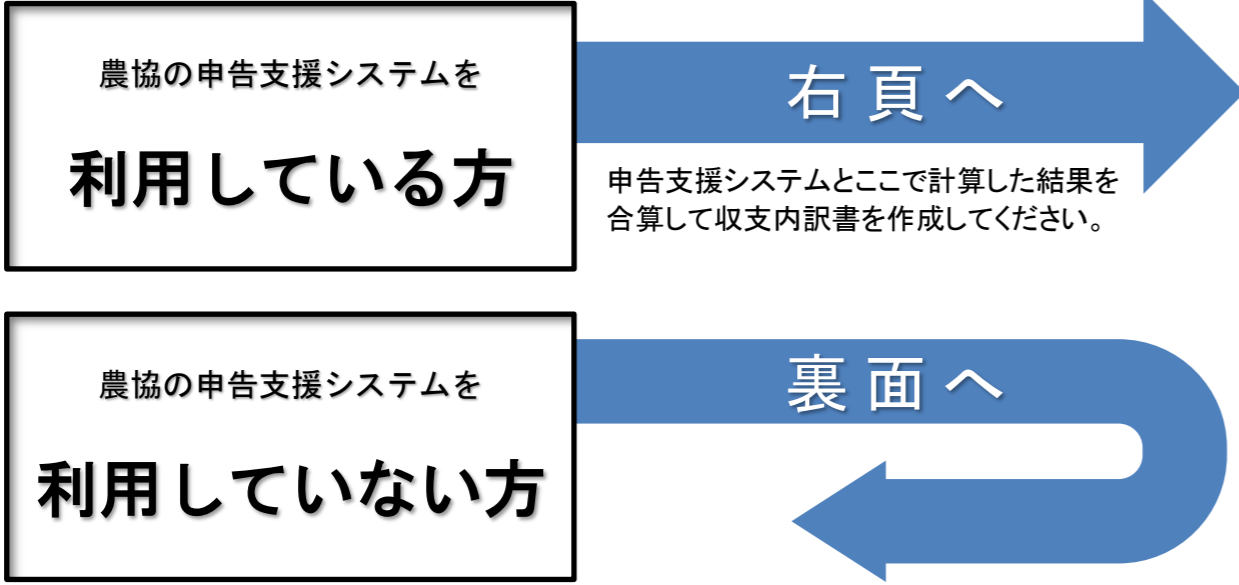 農協の申告支援システムを
利用している方
右頁へ
申告支援システムとここで計算した結果を
合算して収支内訳書を作成してください。
農協の申告支援システムを
利用していない方
裏面へ